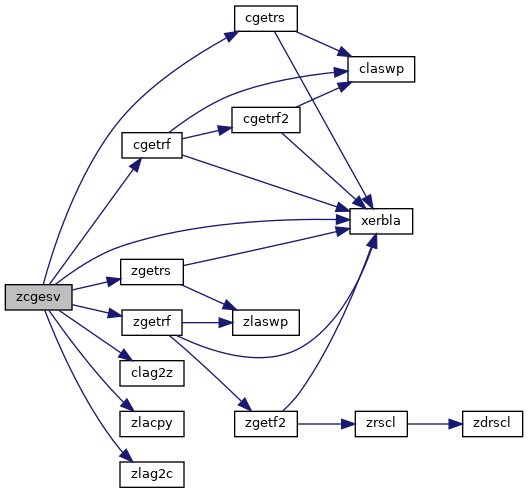 cgetrs
claswp
cgetrf2
cgetrf
xerbla
zgetrs
zcgesv
zgetrf
zlaswp
clag2z
zlacpy
zgetf2
zrscl
zdrscl
zlag2c